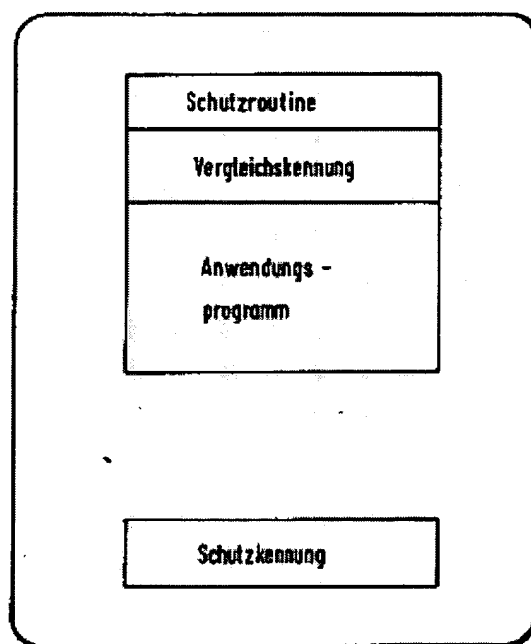 Schutzroutine
Vergleichskennung
Anwendungs -
programm
Schutzkennung